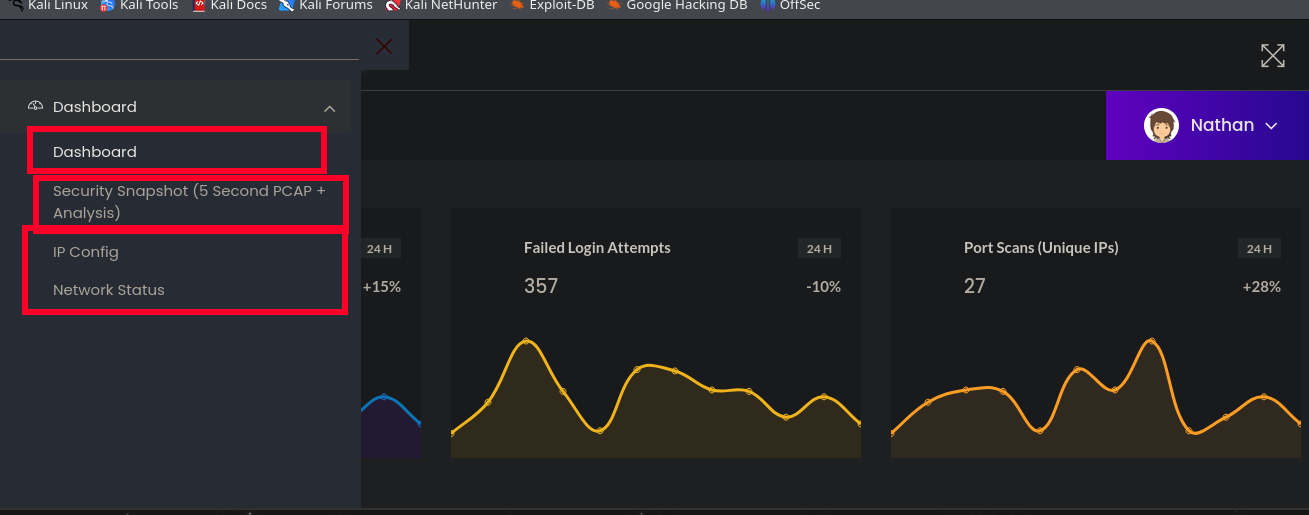 Kali Linux Kali Tools Kali Docs Kali Forums Kali NetHunter Exploit-DB Google Hacking DB OffSec
Nathan
Dashboard
Dashboard
Security Snapshot (5 Second PCAP +
Analysis)
IP Config
Network Status
24 H
+15%
Failed Login Attempts 24 H
357 -10%
Port Scans (Unique IPs) 24 H
27 +28%